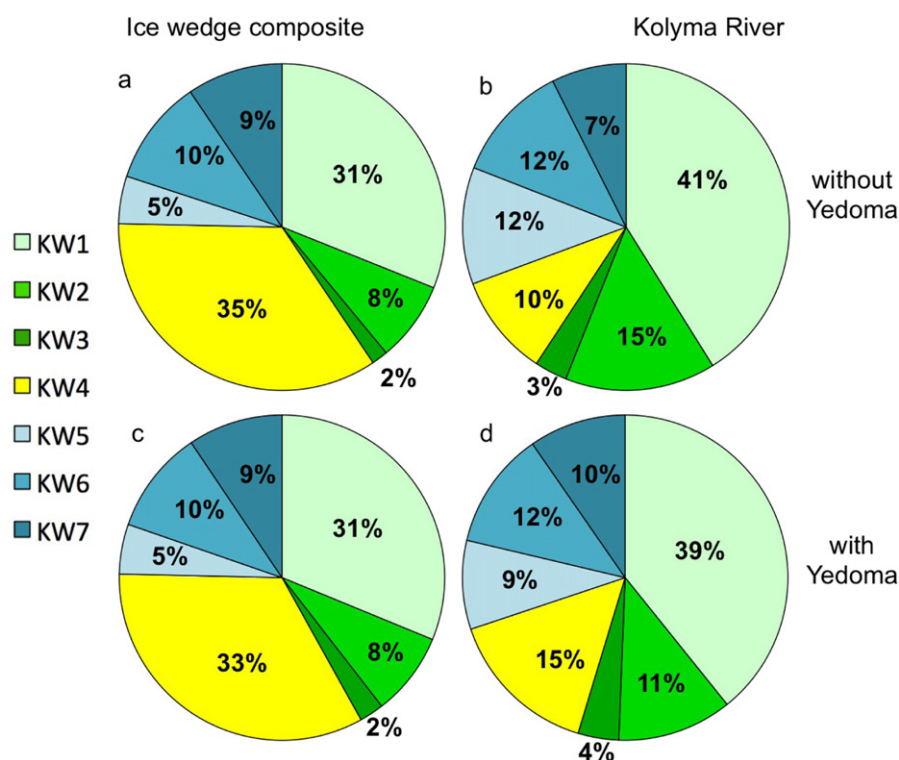 Ice wedge composite
Kolyma River
a
9%
31%
10%
5%
35%
8%
2%
b
7%
41%
12%
12%
10%
15%
3%
without
Yedoma
KW1
KW2
KW3
KW4
KW5
KW6
KW7
c
9%
31%
10%
5%
33%
8%
2%
d
10%
39%
12%
9%
15%
11%
4%
with
Yedoma